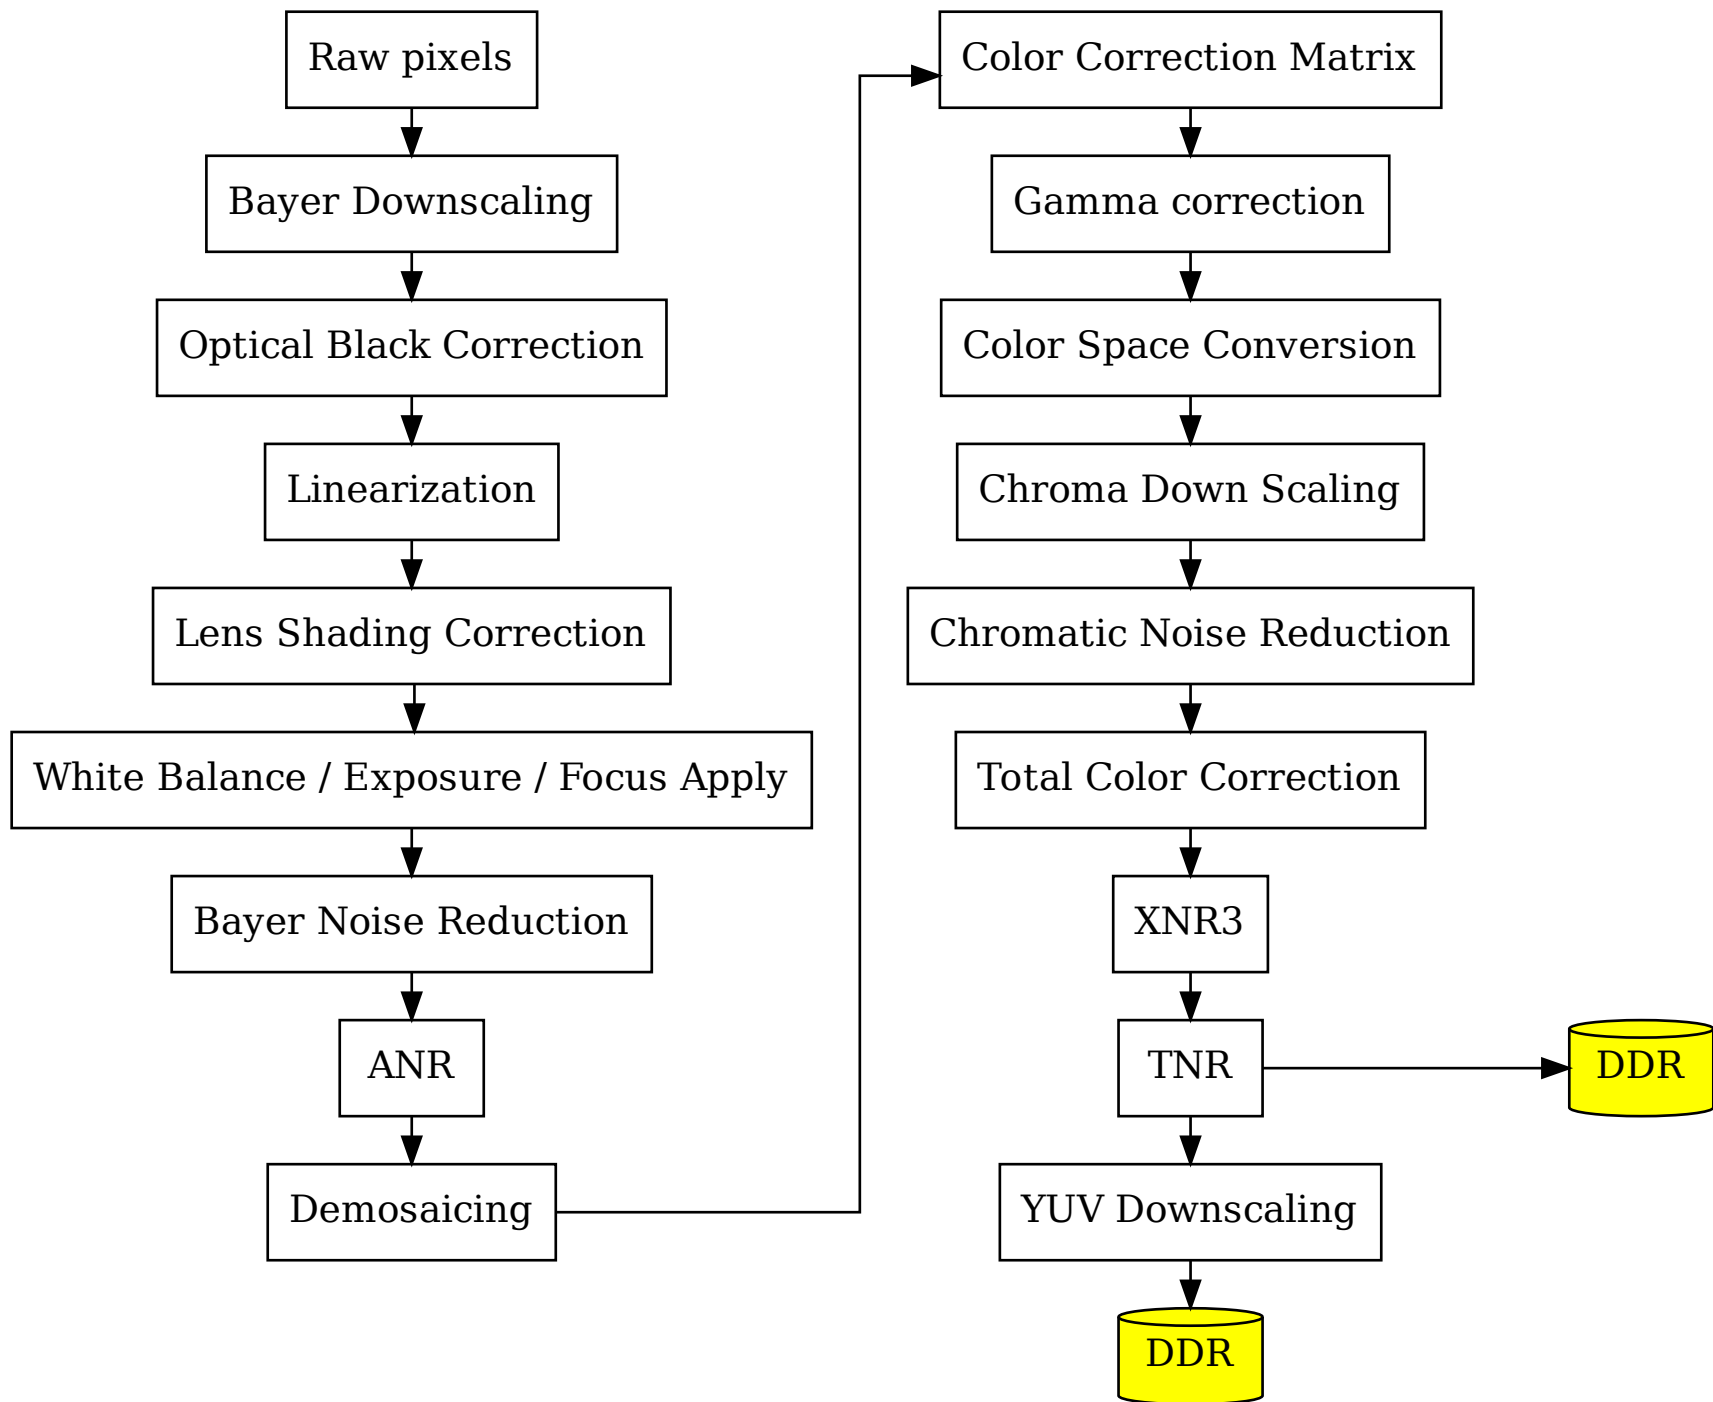 Raw pixels
Bayer Downscaling
Optical Black Correction
Linearization
Lens Shading Correction
White Balance / Exposure / Focus Apply
Bayer Noise Reduction
ANR
Demosaicing
Color Correction Matrix
Gamma correction
Color Space Conversion
Chroma Down Scaling
Chromatic Noise Reduction
Total Color Correction
XNR3
TNR
DDR
YUV Downscaling
DDR